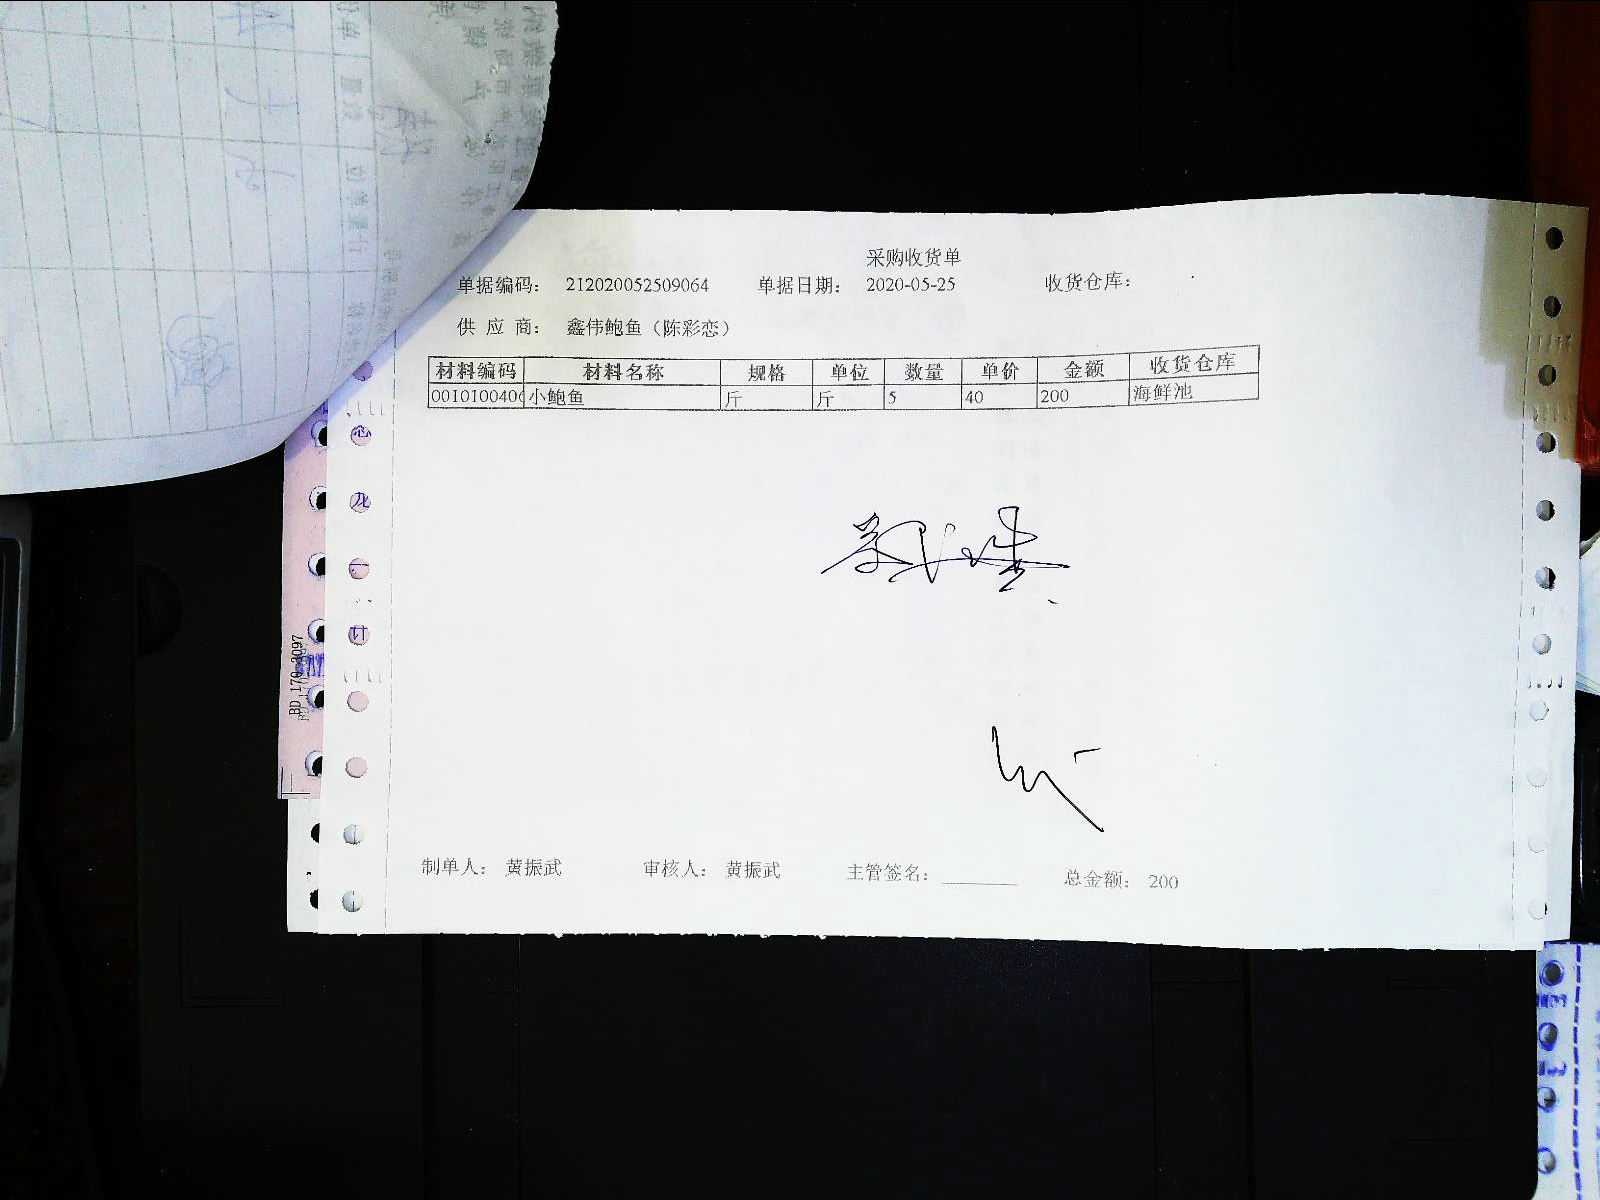 采购收货单
单据编码： 212020052509064 单据日期： 2020-05-25 收货仓库：
供 应 商： 鑫伟鲍鱼（陈彩恋）
材料编码 材料名称 规格 单位 数量 单价 金额 收货仓库
0010100406 小鲍鱼 斤 斤 5 40 200 海鲜池
制单人： 黄振武 审核人： 黄振武 主管签名： 总金额： 200